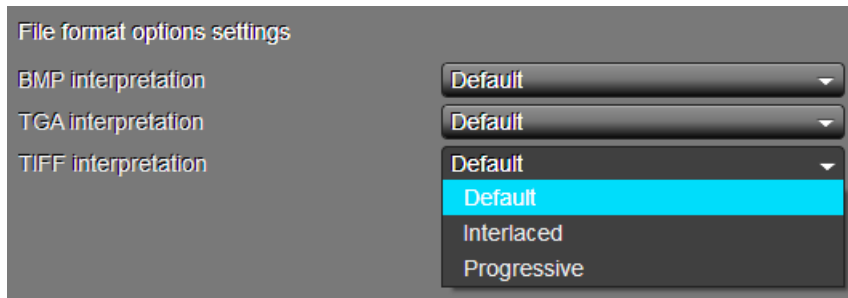 File format options settings
BMP interpretation Default
TGA interpretation Default
TIFF interpretation Default
Default
Interlaced
Progressive